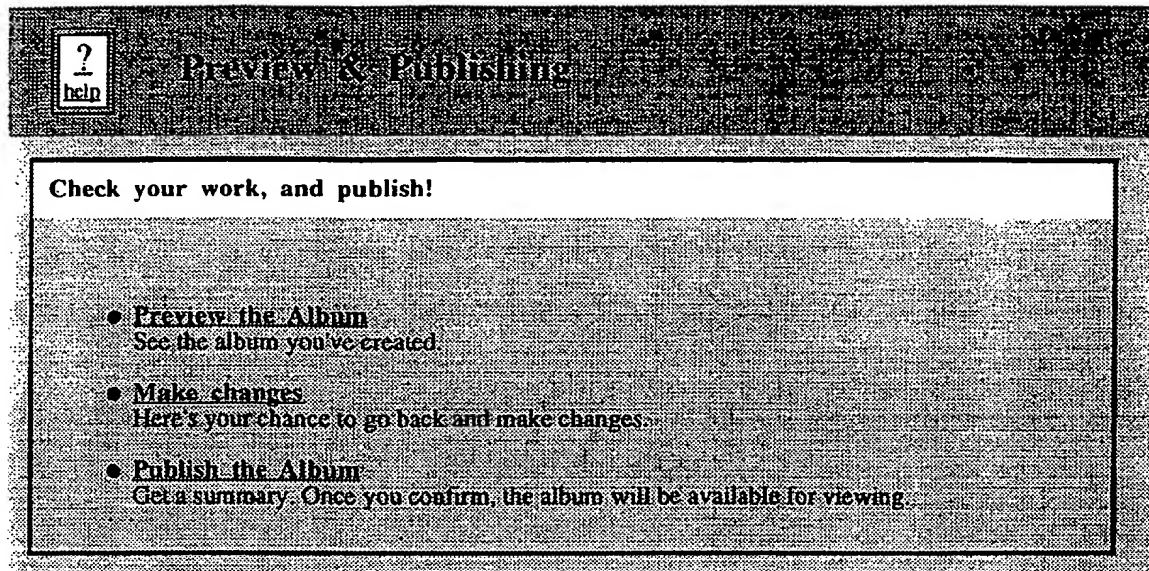 ?
help
Preview & Publishing
Check your work, and publish!
• Preview the Album
See the album you've created.
• Make changes
Here's your chance to go back and make changes.
• Publish the Album
Get a summary. Once you confirm, the album will be available for viewing.